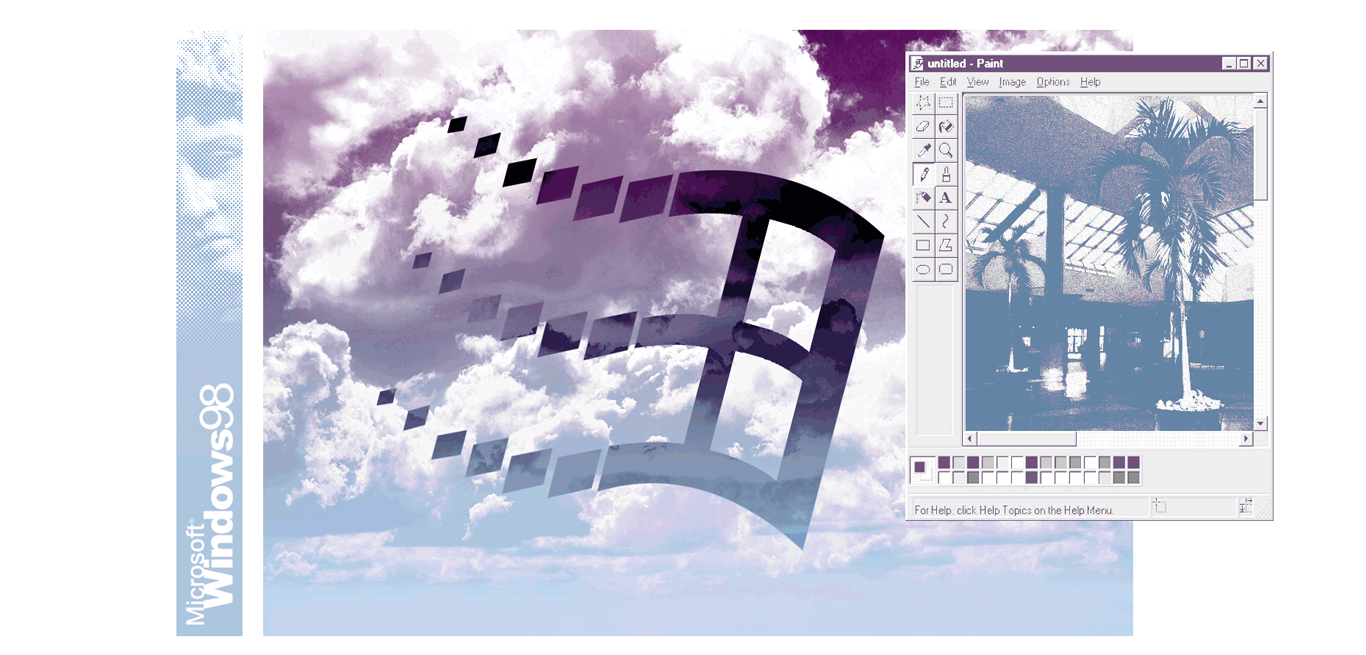 Microsoft®
Windows98
untitled - Paint
File Edit View Image Options Help
A
For Help, click Help Topics on the Help Menu.